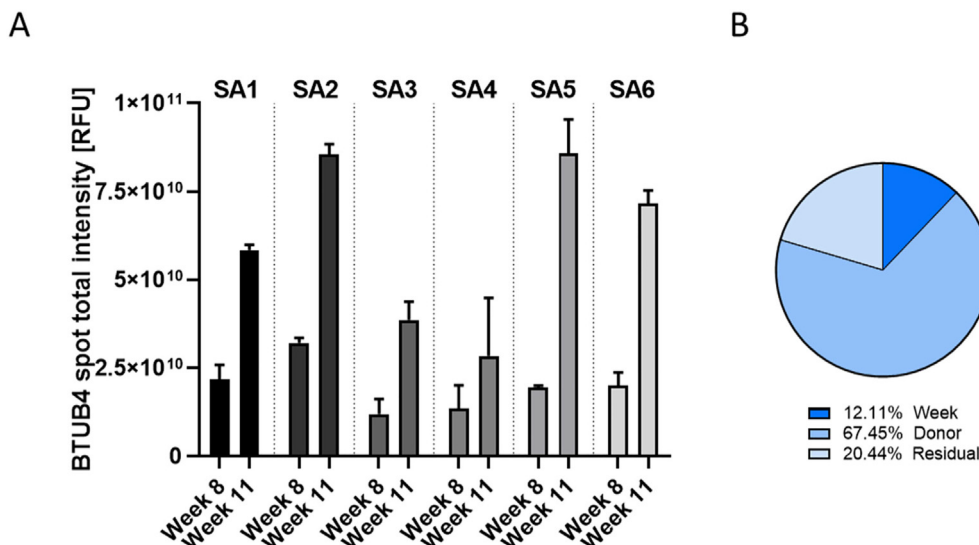 A
B
SA1 SA2 SA3 SA4 SA5 SA6
BTUB4 spot total intensity [RFU]
1×10¹¹
7.5×10¹⁰
5×10¹⁰
2.5×10¹⁰
0
Week 8 Week 11 Week 8 Week 11 Week 8 Week 11 Week 8 Week 11 Week 8 Week 11 Week 8 Week 11
12.11% Week
67.45% Donor
20.44% Residual